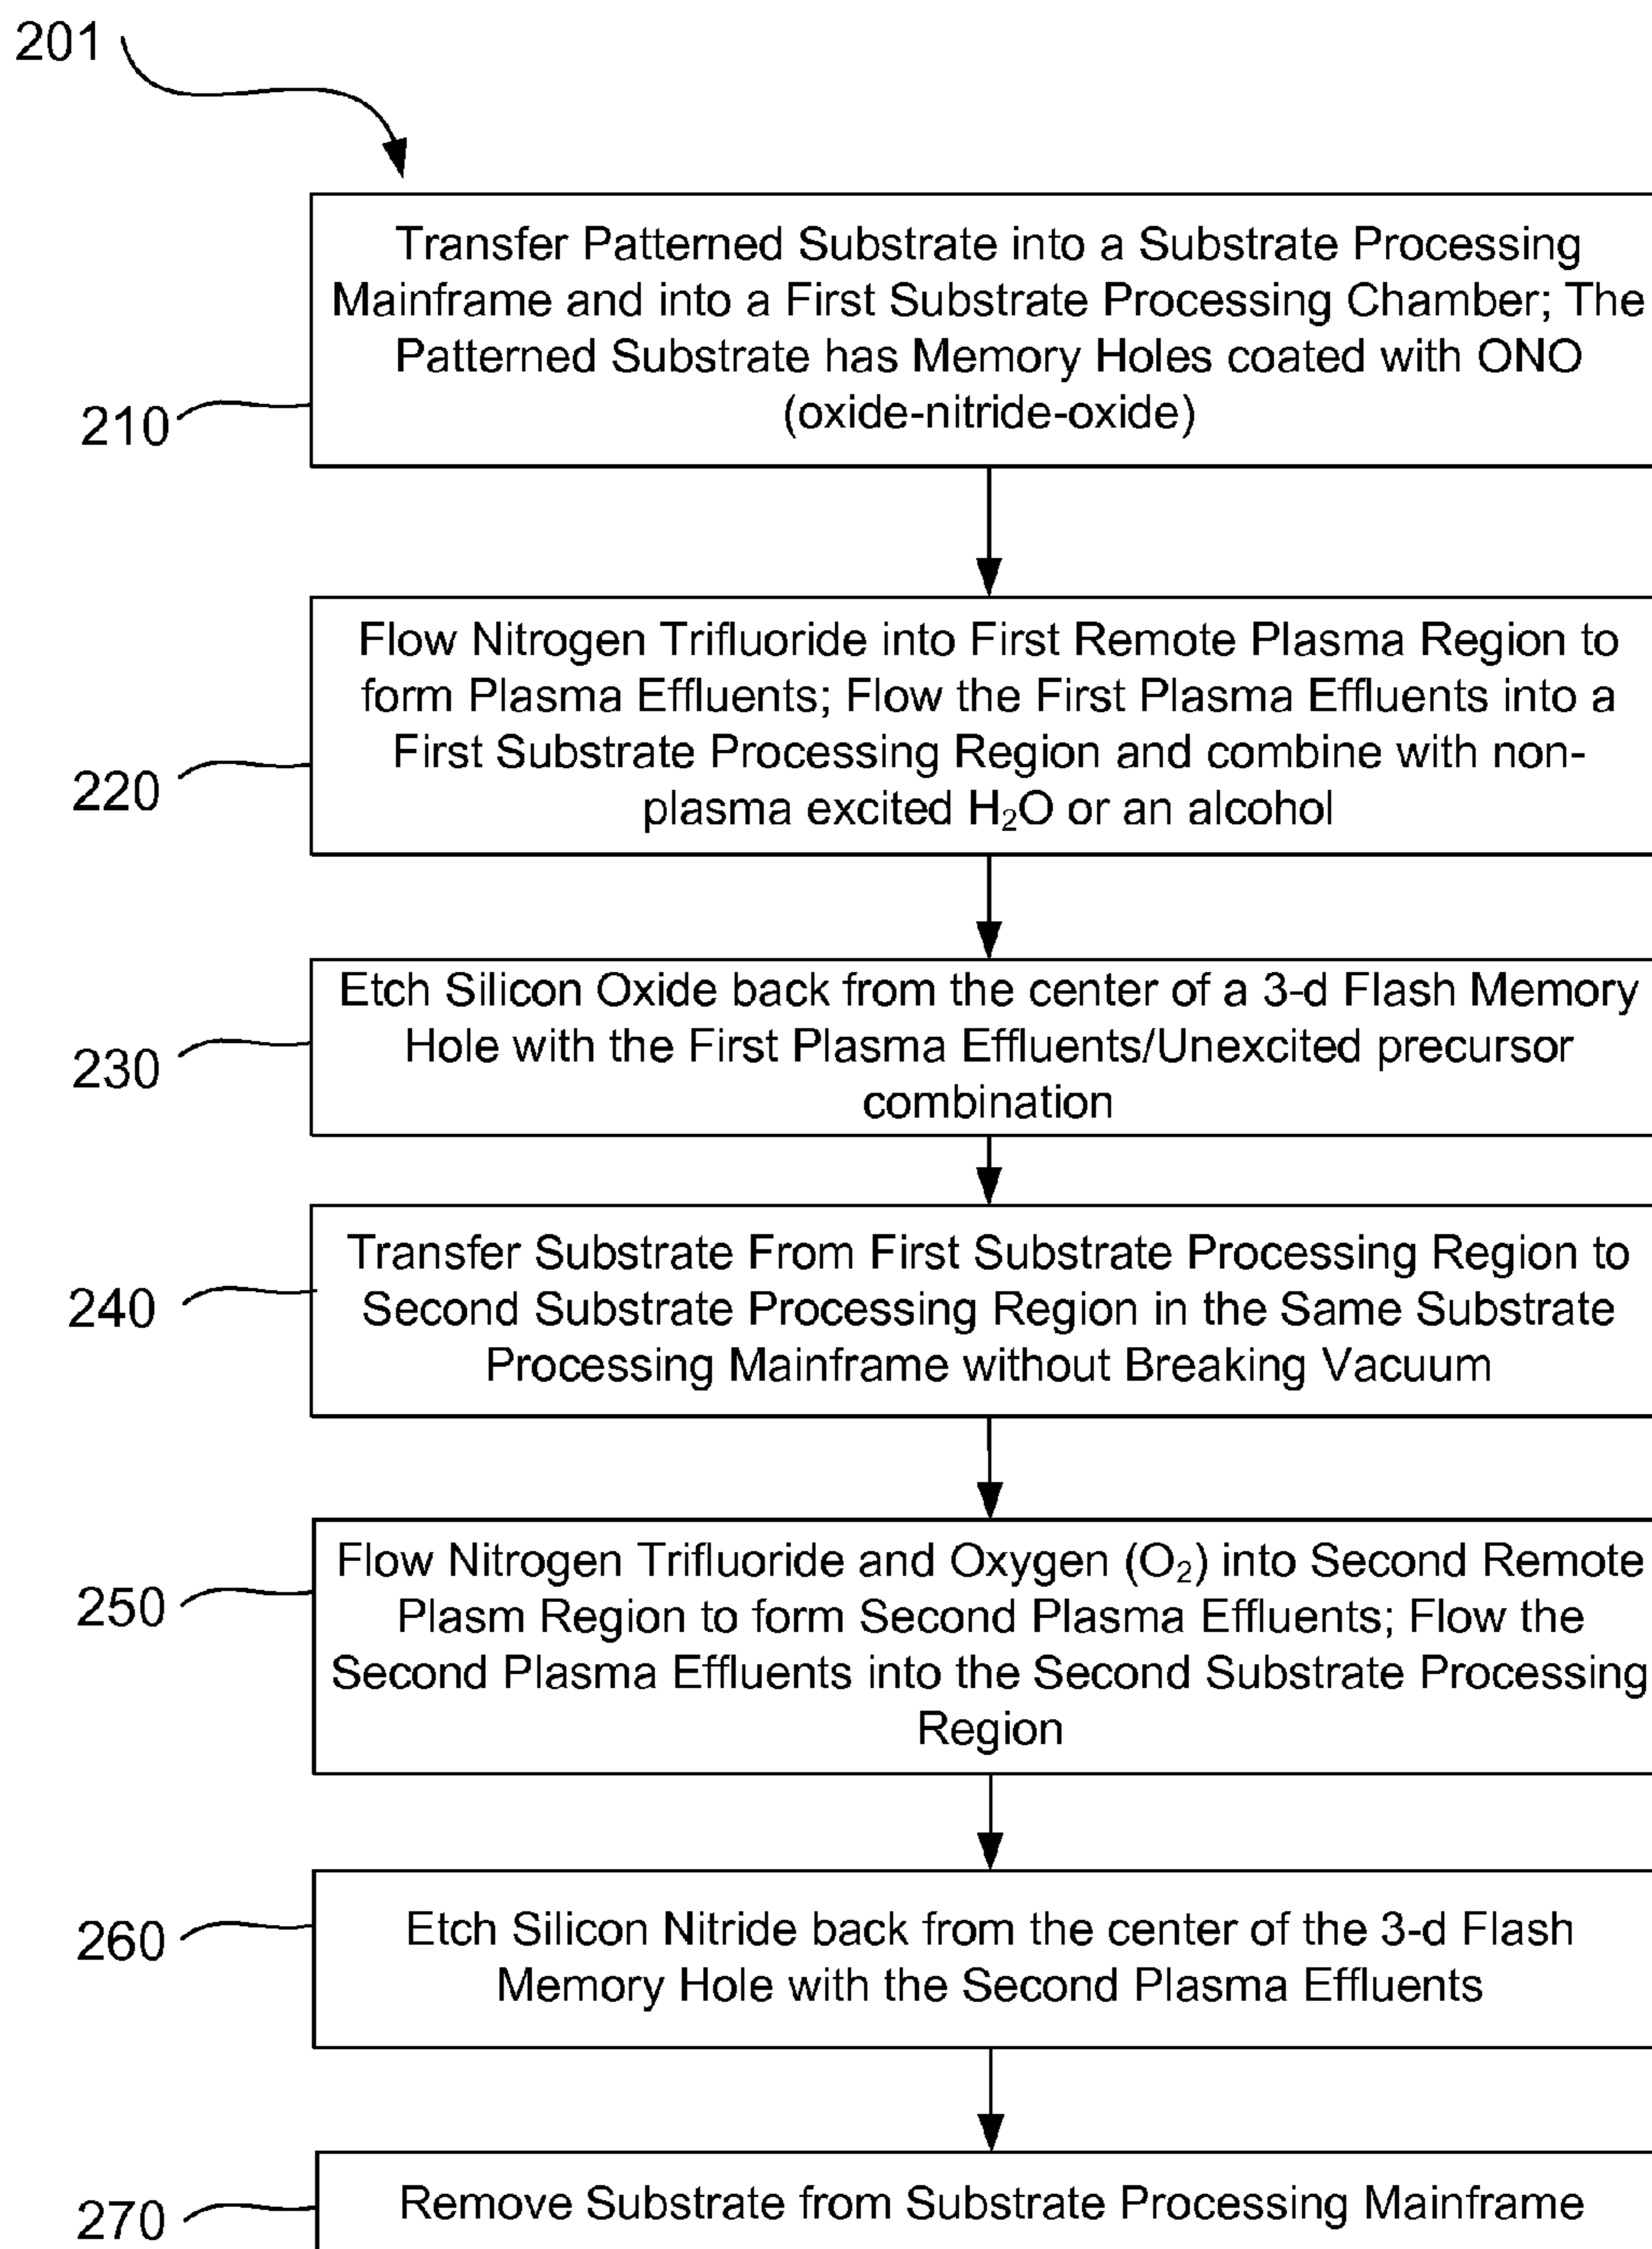 201
Transfer Patterned Substrate into a Substrate Processing
Mainframe and into a First Substrate Processing Chamber; The
Patterned Substrate has Memory Holes coated with ONO
(oxide-nitride-oxide)
210
Flow Nitrogen Trifluoride into First Remote Plasma Region to
form Plasma Effluents; Flow the First Plasma Effluents into a
First Substrate Processing Region and combine with non-
plasma excited H₂O or an alcohol
220
Etch Silicon Oxide back from the center of a 3-d Flash Memory
Hole with the First Plasma Effluents/Unexcited precursor
combination
230
Transfer Substrate From First Substrate Processing Region to
Second Substrate Processing Region in the Same Substrate
Processing Mainframe without Breaking Vacuum
240
Flow Nitrogen Trifluoride and Oxygen (O₂) into Second Remote
Plasm Region to form Second Plasma Effluents; Flow the
Second Plasma Effluents into the Second Substrate Processing
Region
250
Etch Silicon Nitride back from the center of the 3-d Flash
Memory Hole with the Second Plasma Effluents
260
Remove Substrate from Substrate Processing Mainframe
270